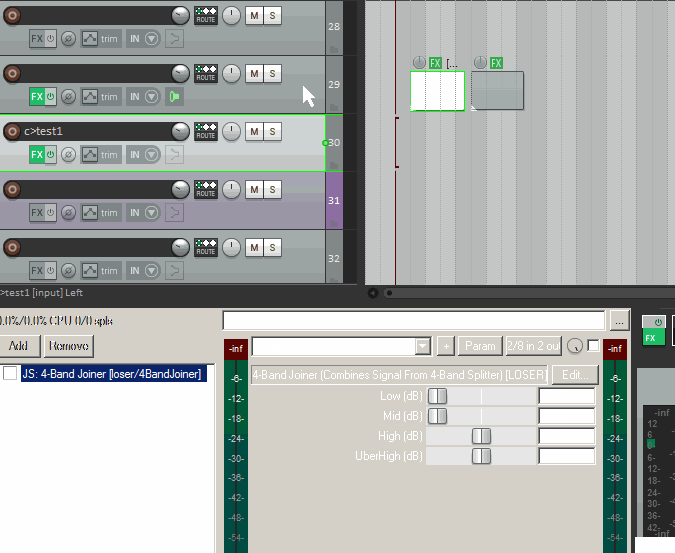 ROUTE M S 28
FX trim IN
ROUTE M S 29
FX trim IN
FX [... FX
c>test1 ROUTE M S 30
FX trim IN
ROUTE M S 31
FX trim IN
ROUTE M S 32
FX trim IN
>test1 [input] Left
0.0%/0.0% CPU 0/0 spls
...
FX
Add Remove
-inf + Param 2/8 in 2 out -inf
JS: 4-Band Joiner [loser/4BandJoiner]
4-Band Joiner (Combines Signal From 4-Band Splitter) [LOSER] Edit...
-6- -6-
Low (dB)
-12- -12-
Mid (dB)
-18- -18-
-inf
12
High (dB)
-24- -24-
6
6-
UberHigh (dB)
-30- -30-
12-
18-
-36- -36-
24-
30-
-42- -42-
36-
42-
-48- -48-
-inf
-54- -54-